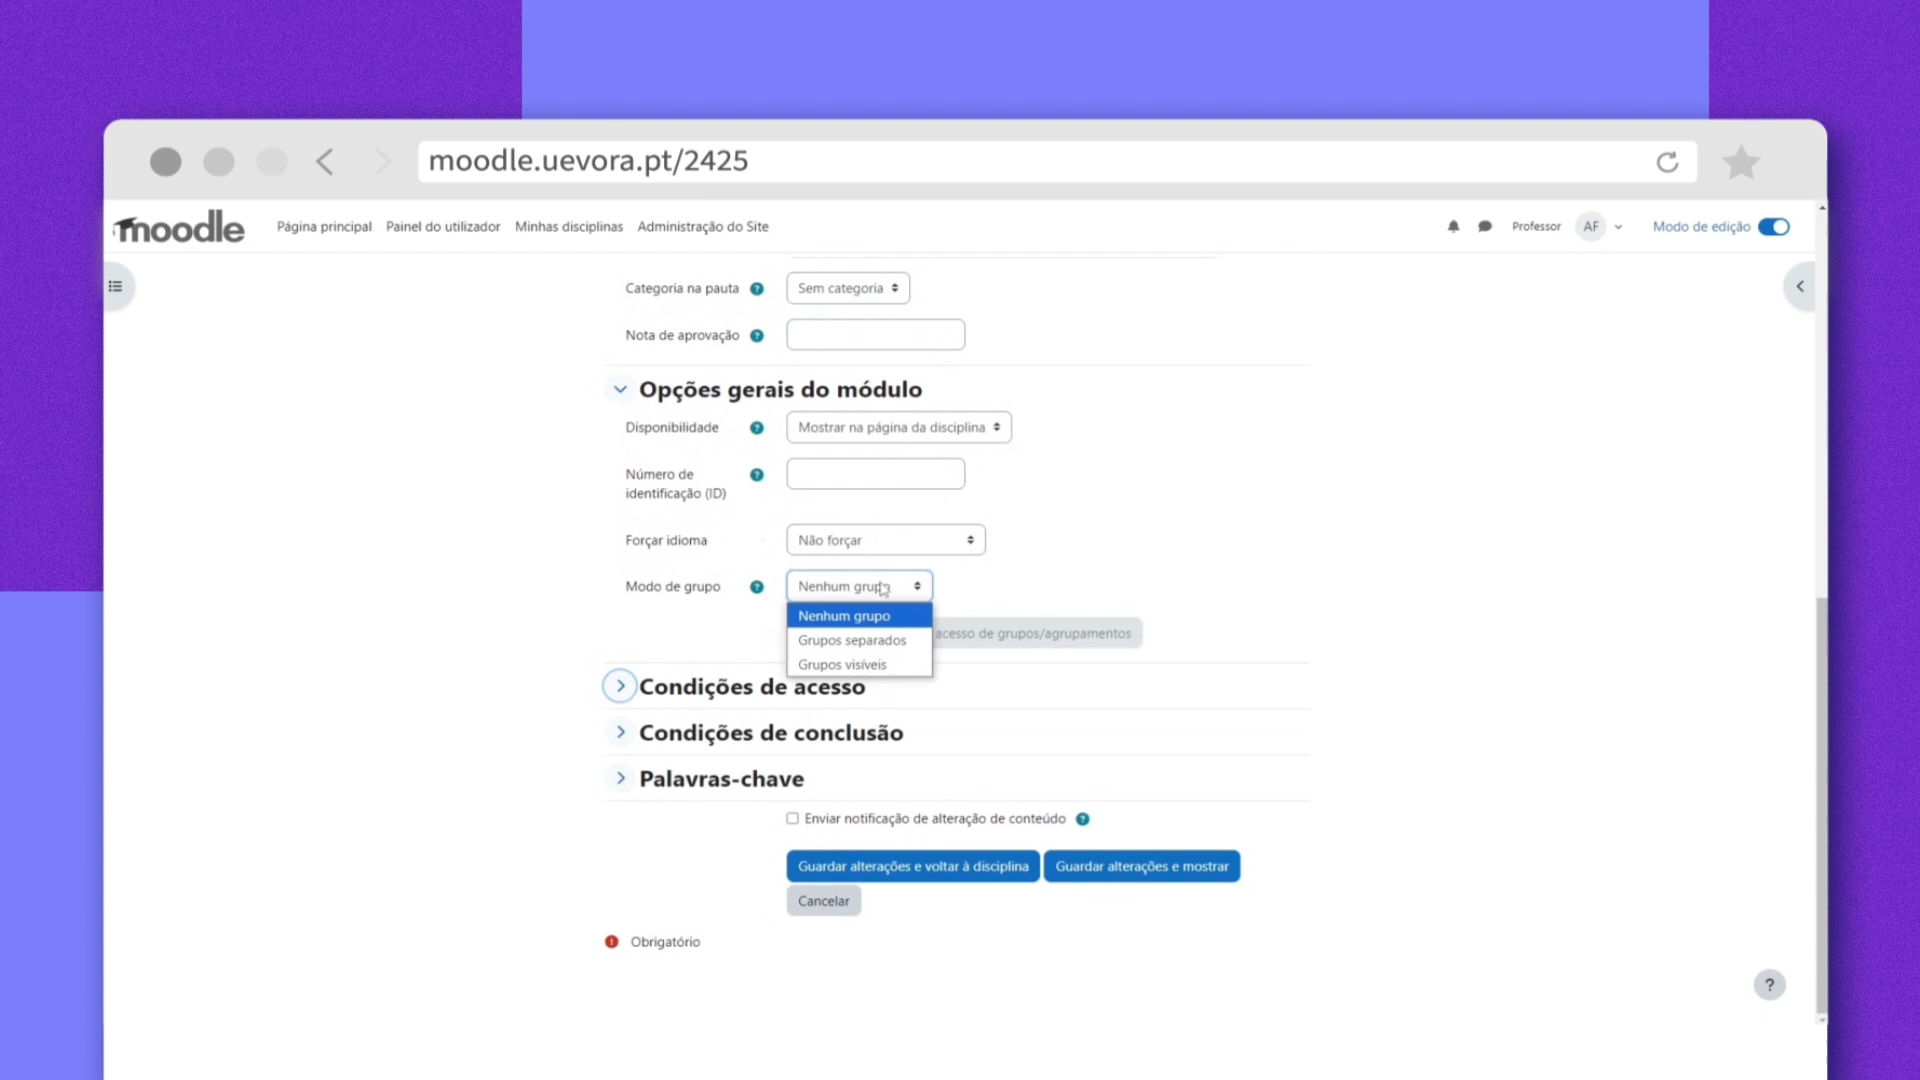 moodle.uevora.pt/2425
moodle Página principal Painel do utilizador Minhas disciplinas Administração do Site Professor AF Modo de edição
Categoria na pauta ? Sem categoria
Nota de aprovação ?
Opções gerais do módulo
Disponibilidade ? Mostrar na página da disciplina
Número de identificação (ID) ?
Forçar idioma Não forçar
Modo de grupo ? Nenhum grupo
Nenhum grupo
Grupos separados
acesso de grupos/agrupamentos
Grupos visíveis
Condições de acesso
Condições de conclusão
Palavras-chave
Enviar notificação de alteração de conteúdo ?
Guardar alterações e voltar à disciplina Guardar alterações e mostrar
Cancelar
! Obrigatório
?